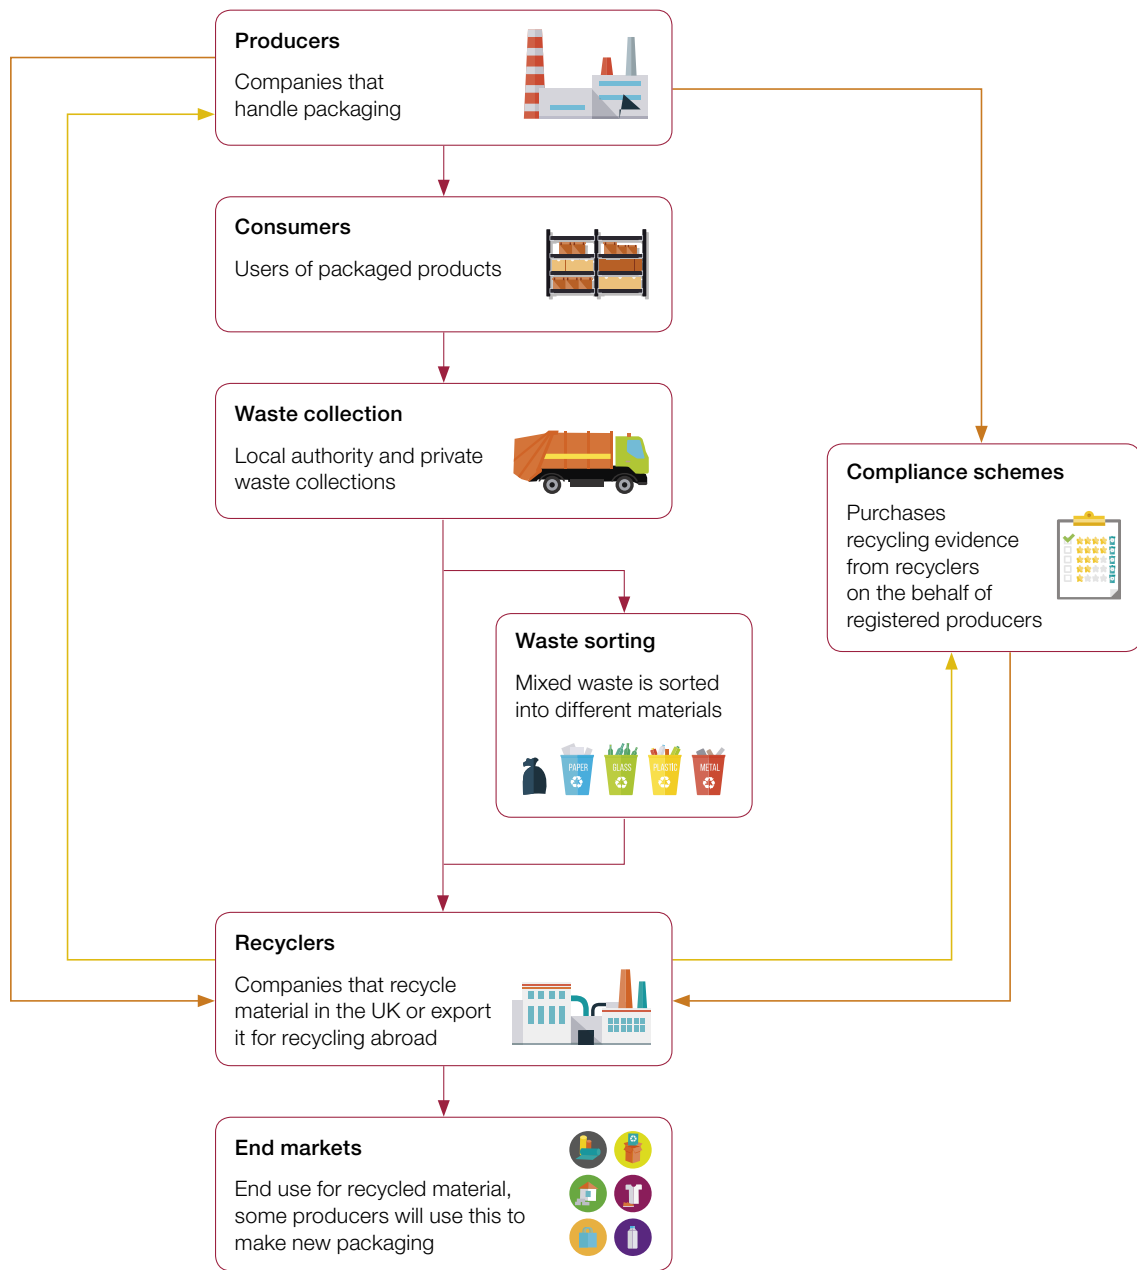 Producers
Companies that
handle packaging
Consumers
Users of packaged products
Waste collection
Local authority and private
waste collections
Compliance schemes
Purchases
recycling evidence
from recyclers
on the behalf of
registered producers
Waste sorting
Mixed waste is sorted
into different materials
PAPER
GLASS
PLASTIC
METAL
Recyclers
Companies that recycle
material in the UK or export
it for recycling abroad
End markets
End use for recycled material,
some producers will use this to
make new packaging